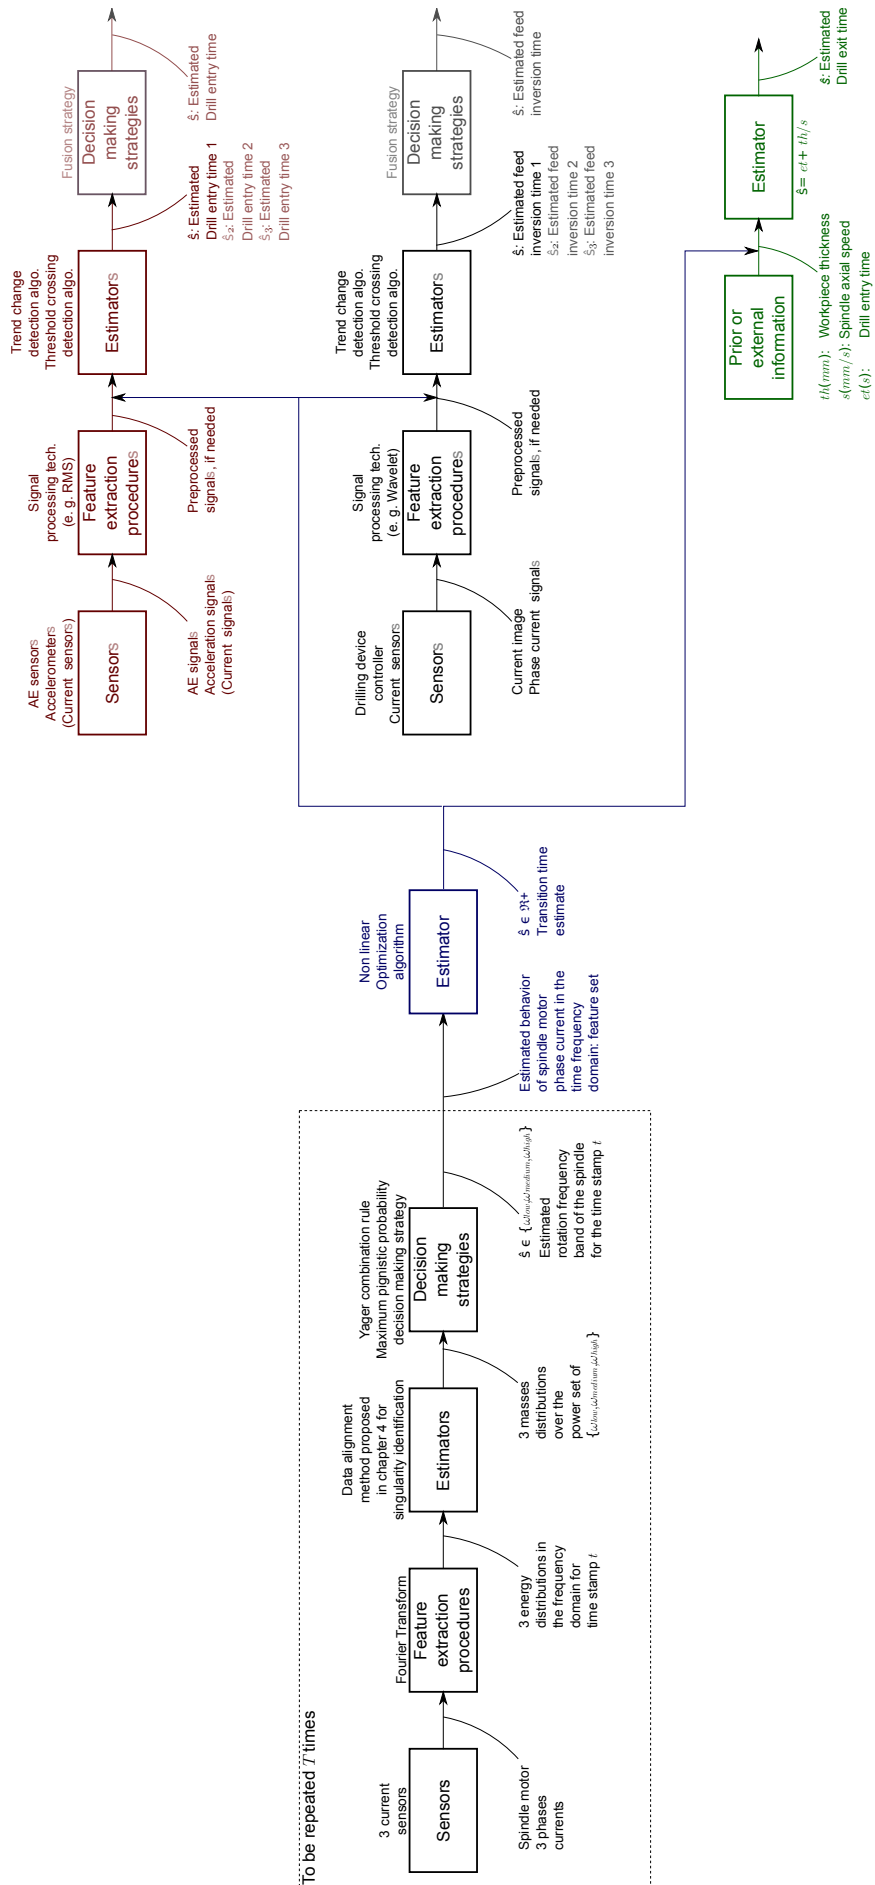 To be repeated T times
3 current
sensors
Sensors
Spindle motor
3 phases
currents
Fourier Transform
Feature
extraction
procedures
3 energy
distributions in
the frequency
domain for
time stamp t
Data alignment
method proposed
in chapter 4 for
singularity identification
Estimators
3 masses
distributions
over the
power set of
{ωlow,ωmedium,ωhigh}
Yager combination rule
Maximum pignistic probability
decision making strategy
Decision
making
strategies
ŝ ∈ {ωlow,ωmedium,ωhigh}
Estimated
rotation frequency
band of the spindle
for the time stamp t
Estimated behavior
of spindle motor
phase current in the
time frequency
domain: feature set
Non linear
Optimization
algorithm
Estimator
ŝ ∈ ℜ+
Transition time
estimate
AE sensors
Accelerometers
(Current sensors)
Sensors
AE signals
Acceleration signals
(Current signals)
Signal
processing tech.
(e. g. RMS)
Feature
extraction
procedures
Preprocessed
signals, if needed
Trend change
detection algo.
Threshold crossing
detection algo.
Estimators
ŝ: Estimated
Drill entry time 1
ŝ₂: Estimated
Drill entry time 2
ŝ₃: Estimated
Drill entry time 3
Fusion strategy
Decision
making
strategies
ŝ: Estimated
Drill entry time
Drilling device
controller
Current sensors
Sensors
Current image
Phase current signals
Signal
processing tech.
(e. g. Wavelet)
Feature
extraction
procedures
Preprocessed
signals, if needed
Trend change
detection algo.
Threshold crossing
detection algo.
Estimators
ŝ: Estimated feed
inversion time 1
ŝ₂: Estimated feed
inversion time 2
ŝ₃: Estimated feed
inversion time 3
Fusion strategy
Decision
making
strategies
ŝ: Estimated feed
inversion time
Prior or
external
information
th(mm): Workpiece thickness
s(mm/s): Spindle axial speed
et(s): Drill entry time
Estimator
ŝ= et+ th/s
ŝ: Estimated
Drill exit time